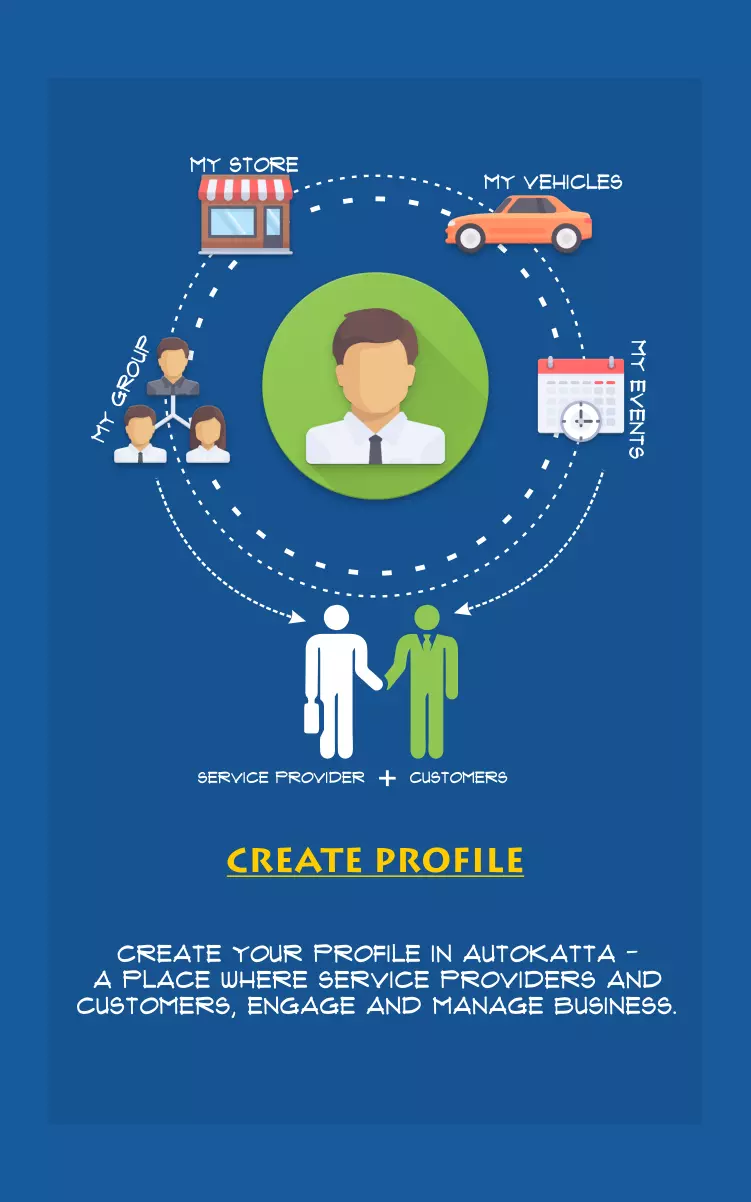 MY STORE
MY VEHICLES
MY GROUP
MY EVENTS
SERVICE PROVIDER + CUSTOMERS
CREATE PROFILE
CREATE YOUR PROFILE IN AUTOKATTA -
A PLACE WHERE SERVICE PROVIDERS AND
CUSTOMERS, ENGAGE AND MANAGE BUSINESS.